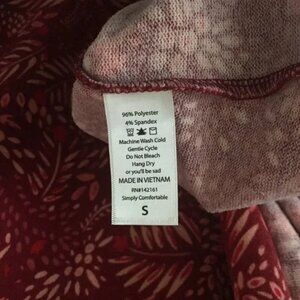 96% Polyester
4% Spandex
Machine Wash Cold
Gentle Cycle
Do Not Bleach
Hang Dry
or you'll be sad
MADE IN VIETNAM
RN#142161
Simply Comfortable
S